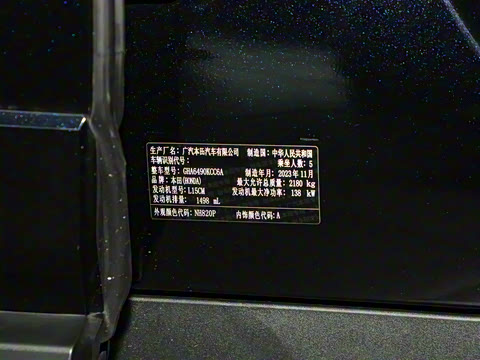 生产厂名：广汽本田汽车有限公司 制造国：中华人民共和国
车辆识别代号： 乘坐人数：5
整车型号：GHA6490KCC6A 制造年月：2023年11月
品牌：本田(HONDA) 最大允许总质量：2180 kg
发动机型号：L15CM 发动机最大净功率：138 kW
发动机排量：1498 mL
外观颜色代码：NH820P 内饰颜色代码：A